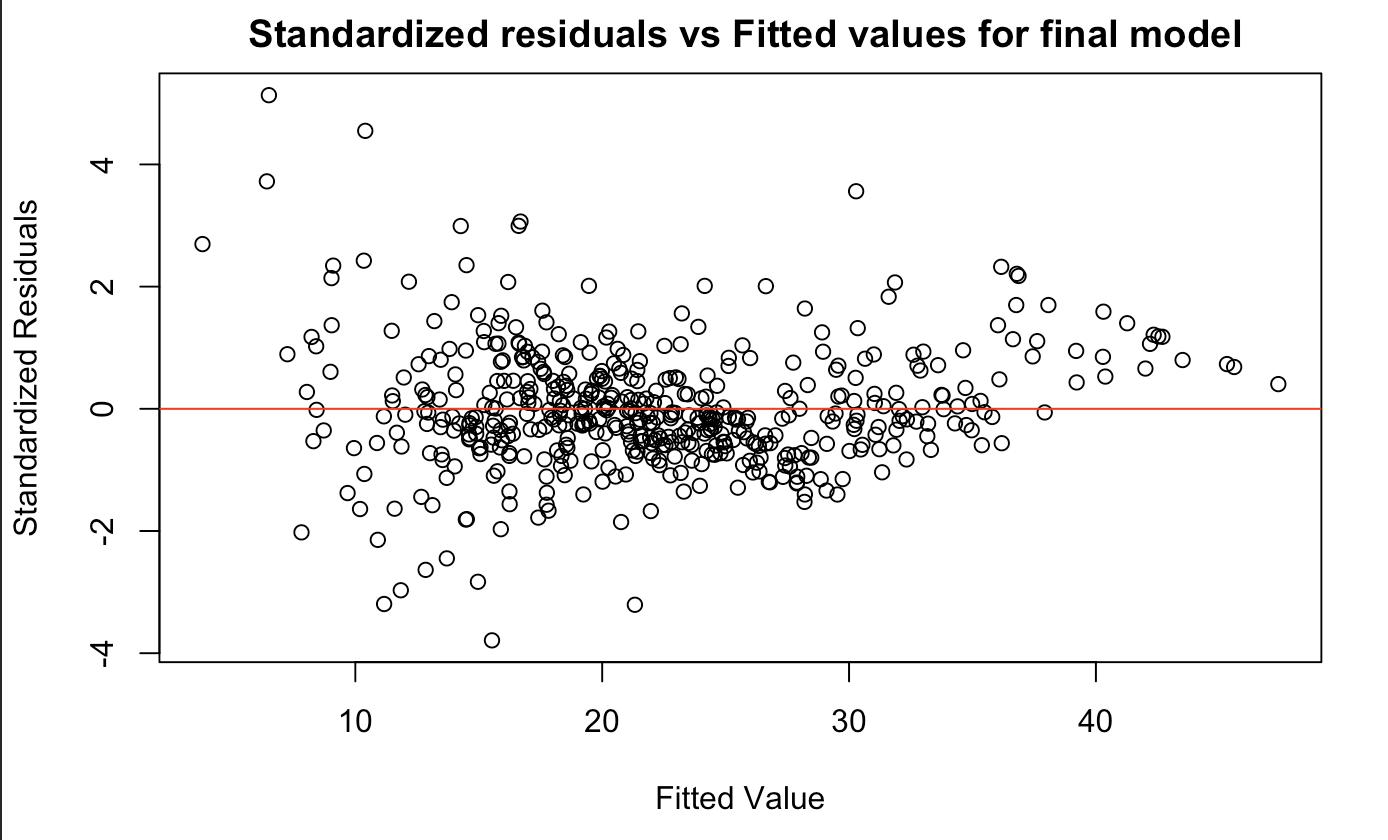 Standardized residuals vs Fitted values for final model
Standardized Residuals
4
2
0
-2
-4
10 20 30 40
Fitted Value